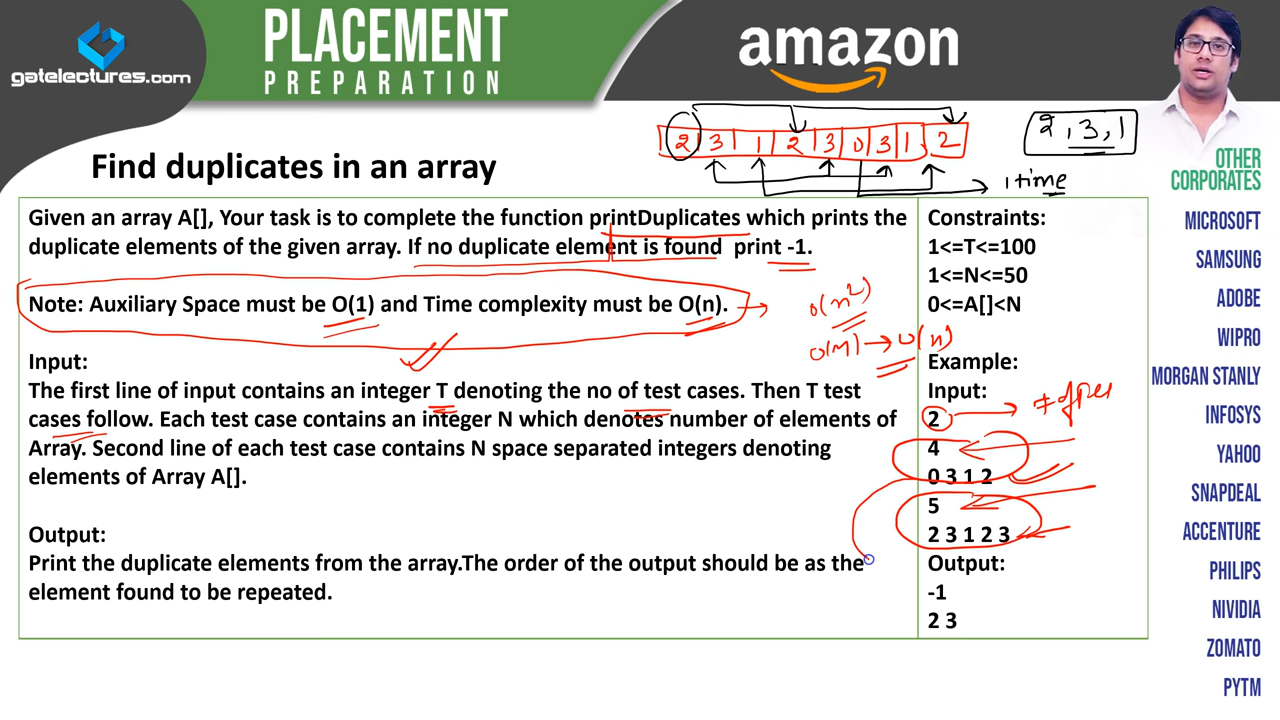 gatelectures.com
PLACEMENT
PREPARATION
amazon
2 3 1 2 3 0 3 1 2
2, 3, 1
1 time
Find duplicates in an array
OTHER
CORPORATES
MICROSOFT
SAMSUNG
ADOBE
WIPRO
MORGAN STANLY
INFOSYS
YAHOO
SNAPDEAL
ACCENTURE
PHILIPS
NIVIDIA
ZOMATO
PYTM
Given an array A[], Your task is to complete the function printDuplicates which prints the
duplicate elements of the given array. If no duplicate element is found print -1.
Note: Auxiliary Space must be O(1) and Time complexity must be O(n).
O(n²)
O(n) → O(n)
Input:
The first line of input contains an integer T denoting the no of test cases. Then T test
cases follow. Each test case contains an integer N which denotes number of elements of
Array. Second line of each test case contains N space separated integers denoting
elements of Array A[].
Output:
Print the duplicate elements from the array.The order of the output should be as the
element found to be repeated.
Constraints:
1<=T<=100
1<=N<=50
0<=A[]<N
Example:
Input:
2
4
0 3 1 2
5
2 3 1 2 3
Output:
-1
2 3